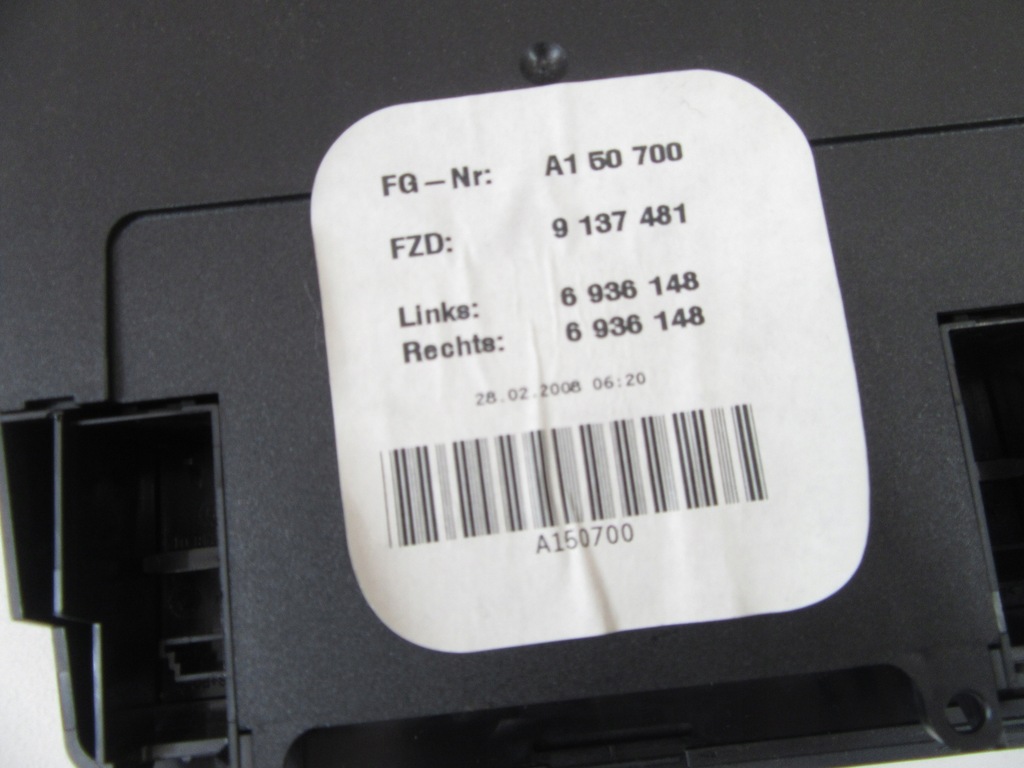 FG-Nr: A1 50 700
FZD: 9 137 481
Links: 6 936 148
Rechts: 6 936 148
28.02.2008 06:20
A150700